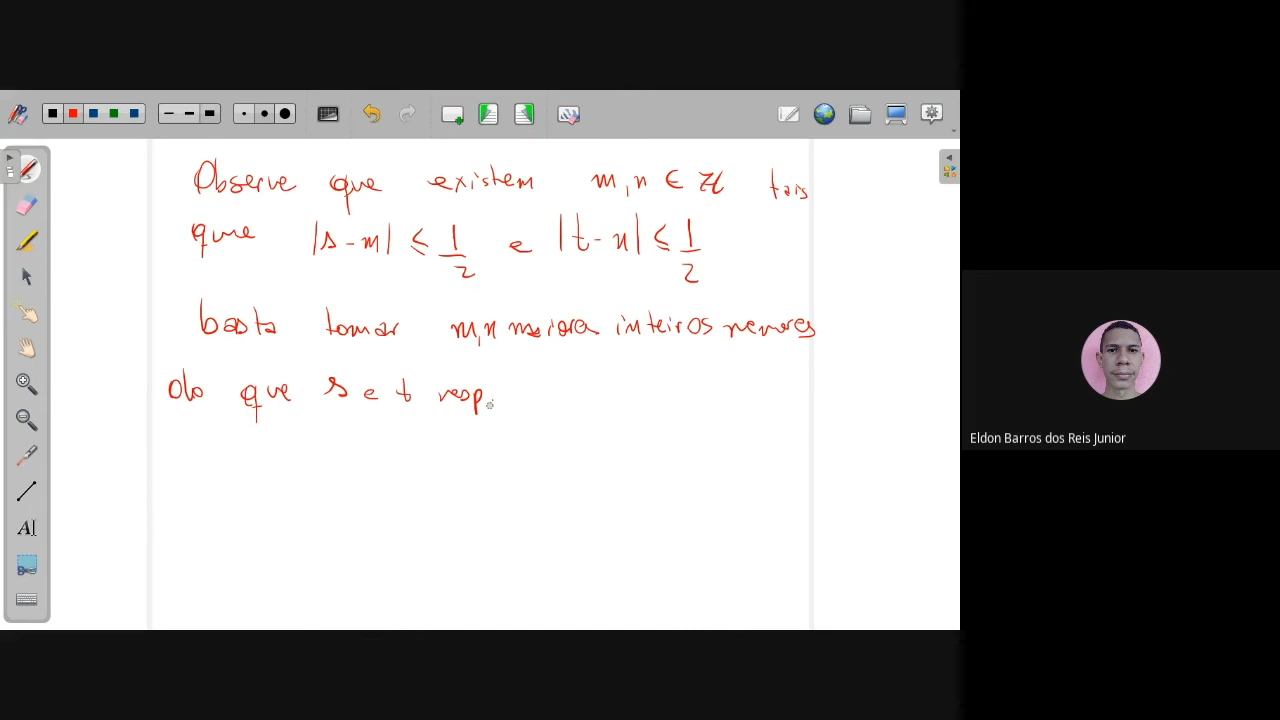 Observe que existem m,n ∈ ℤ tais
que |s-m| ≤ 1/2 e |t-n| ≤ 1/2
basta tomar m,n maiores inteiros menores
do que s e t resp.
Eldon Barros dos Reis Junior